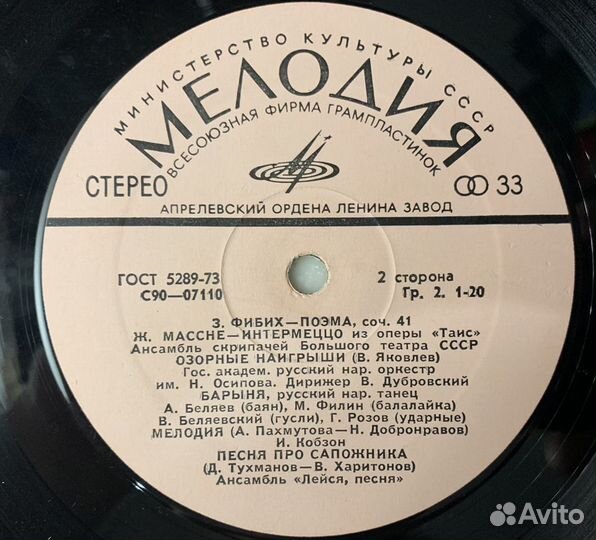 МИНИСТЕРСТВО КУЛЬТУРЫ СССР
МЕЛОДИЯ
ВСЕСОЮЗНАЯ ФИРМА ГРАМПЛАСТИНОК
СТЕРЕО
33
АПРЕЛЕВСКИЙ ОРДЕНА ЛЕНИНА ЗАВОД
ГОСТ 5289-73
2 сторона
С90—07110
Гр. 2. 1-20
З. ФИБИХ—ПОЭМА, соч. 41
Ж. МАССНЕ—ИНТЕРМЕЦЦО из оперы «Таис»
Ансамбль скрипачей Большого театра СССР
ОЗОРНЫЕ НАИГРЫШИ (В. Яковлев)
Гос. академ. русский нар. оркестр
им. Н. Осипова. Дирижер В. Дубровский
БАРЫНЯ, русский нар. танец
А. Беляев (баян), М. Филин (балалайка)
В. Беляевский (гусли), Г. Розов (ударные)
МЕЛОДИЯ (А. Пахмутова—Н. Добронравов)
И. Кобзон
ПЕСНЯ ПРО САПОЖНИКА
(Д. Тухманов—В. Харитонов)
Ансамбль «Лейся, песня»
Avito